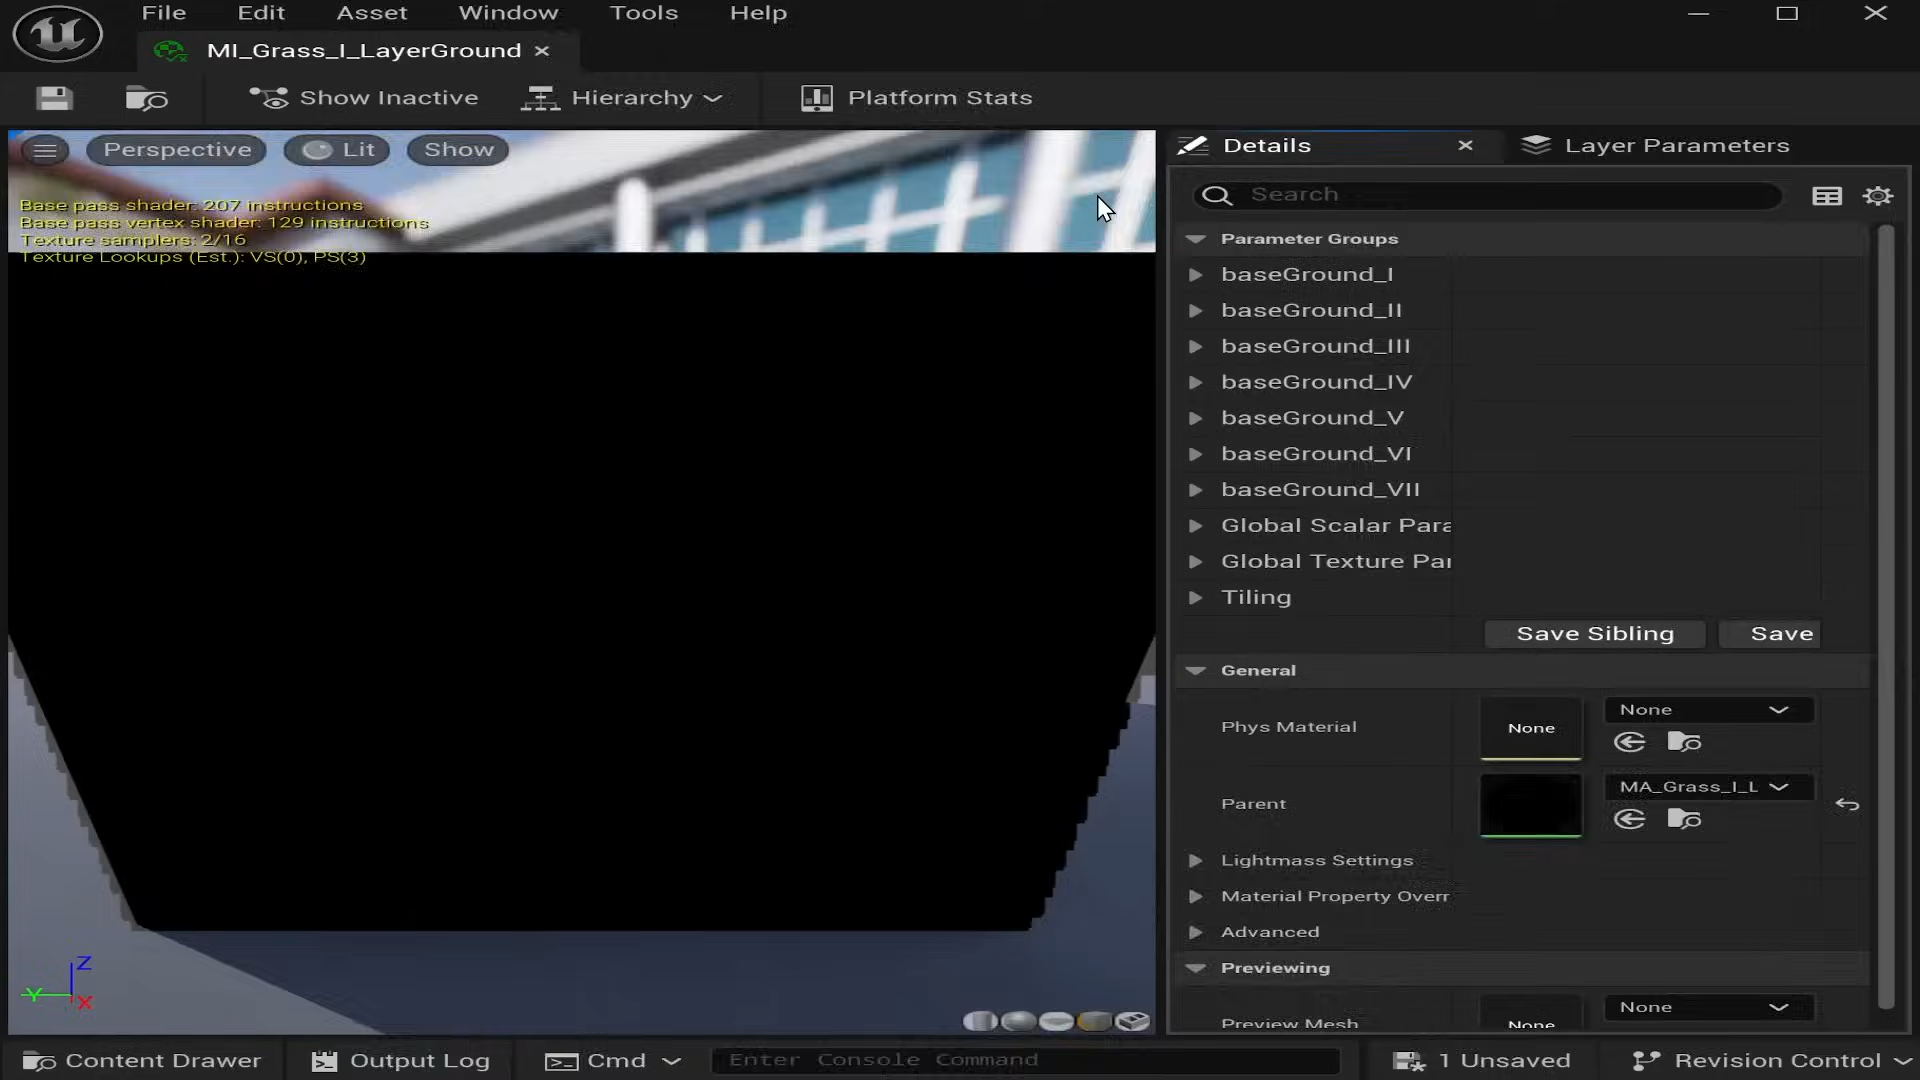 File Edit Asset Window Tools Help
MI_Grass_I_LayerGround
Show Inactive Hierarchy Platform Stats
Perspective Lit Show
Base pass shader: 207 instructions
Base pass vertex shader: 129 instructions
Texture samplers: 2/16
Texture Lookups (Est.): VS(0), PS(3)
Z
Y
X
Details Layer Parameters
Search
Parameter Groups
baseGround_I
baseGround_II
baseGround_III
baseGround_IV
baseGround_V
baseGround_VI
baseGround_VII
Global Scalar Para
Global Texture Par
Tiling
Save Sibling Save
General
Phys Material None None
Parent MA_Grass_I_L
Lightmass Settings
Material Property Overr
Advanced
Previewing
Preview Mesh None None
Content Drawer Output Log Cmd Enter Console Command 1 Unsaved Revision Control